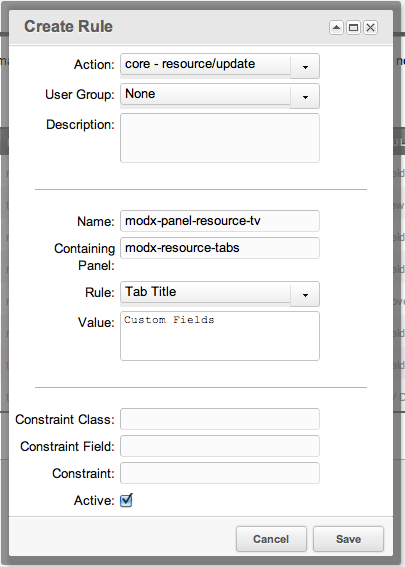 Create Rule
Action: core - resource/update
User Group: None
Description:
Name: modx-panel-resource-tv
Containing Panel: modx-resource-tabs
Rule: Tab Title
Value: Custom Fields
Constraint Class:
Constraint Field:
Constraint:
Active:
Cancel Save